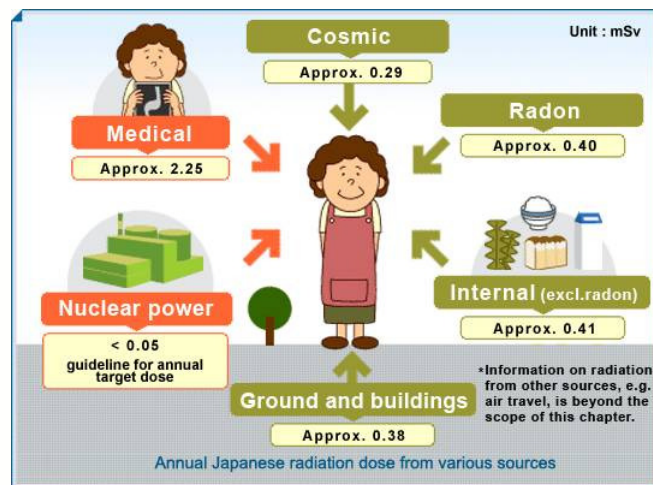 Cosmic
Unit : mSv
Approx. 0.29
Medical
Approx. 2.25
Radon
Approx. 0.40
Nuclear power
< 0.05
guideline for annual
target dose
Internal (excl.radon)
Approx. 0.41
Ground and buildings
Approx. 0.38
*Information on radiation
from other sources, e.g.
air travel, is beyond the
scope of this chapter.
Annual Japanese radiation dose from various sources